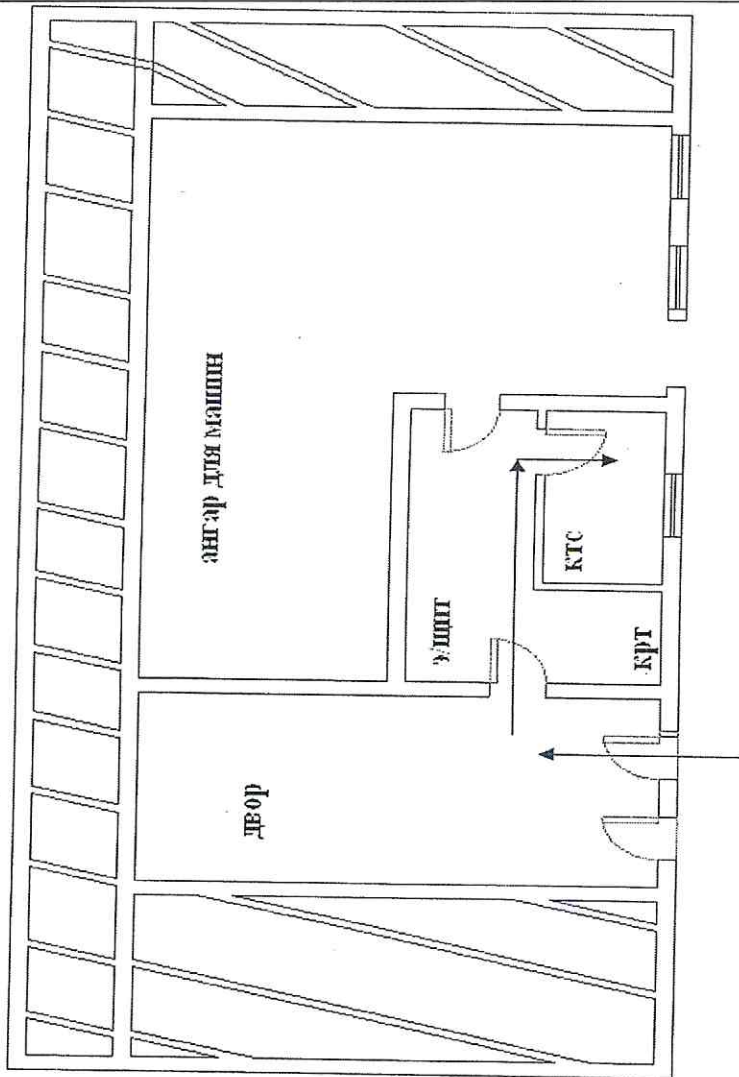 ангар для машин
э/щит
ктс
крт
двор